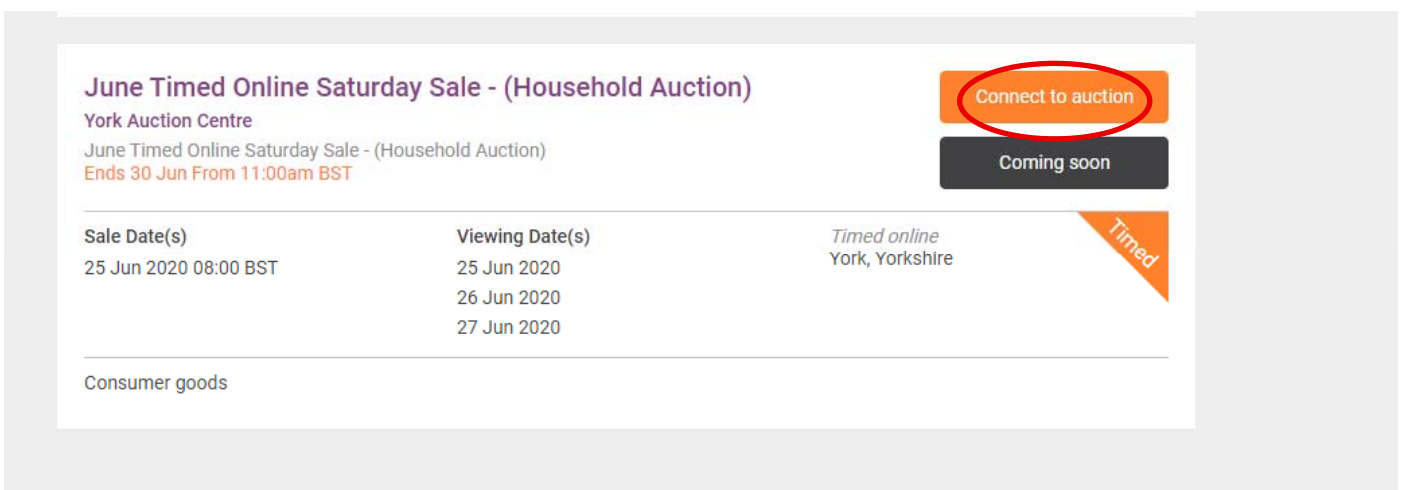 June Timed Online Saturday Sale - (Household Auction)
York Auction Centre
June Timed Online Saturday Sale - (Household Auction)
Ends 30 Jun From 11:00am BST
Connect to auction
Coming soon
Sale Date(s)
25 Jun 2020 08:00 BST
Viewing Date(s)
25 Jun 2020
26 Jun 2020
27 Jun 2020
Timed online
York, Yorkshire
Timed
Consumer goods